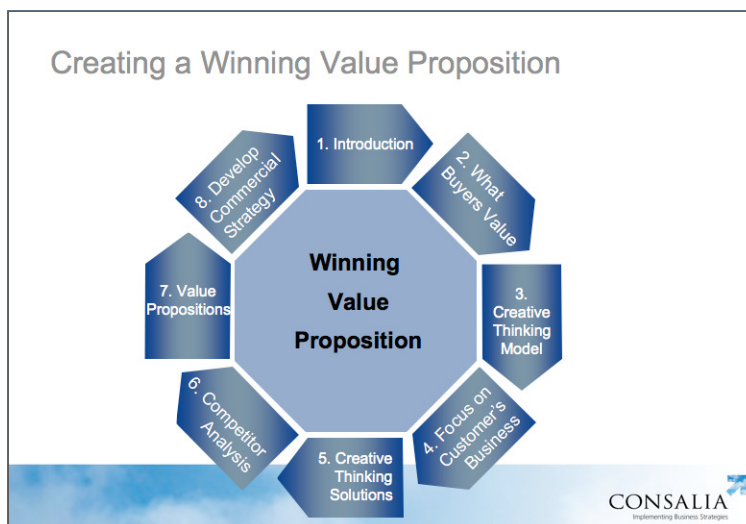 Creating a Winning Value Proposition
1. Introduction
2. What
Buyers Value
3.
Creative
Thinking
Model
4. Focus on
Customer's
Business
5. Creative
Thinking
Solutions
6. Competitor
Analysis
7. Value
Propositions
8. Develop
Commercial
Strategy
Winning
Value
Proposition
CONSALIA
Implementing Business Strategies